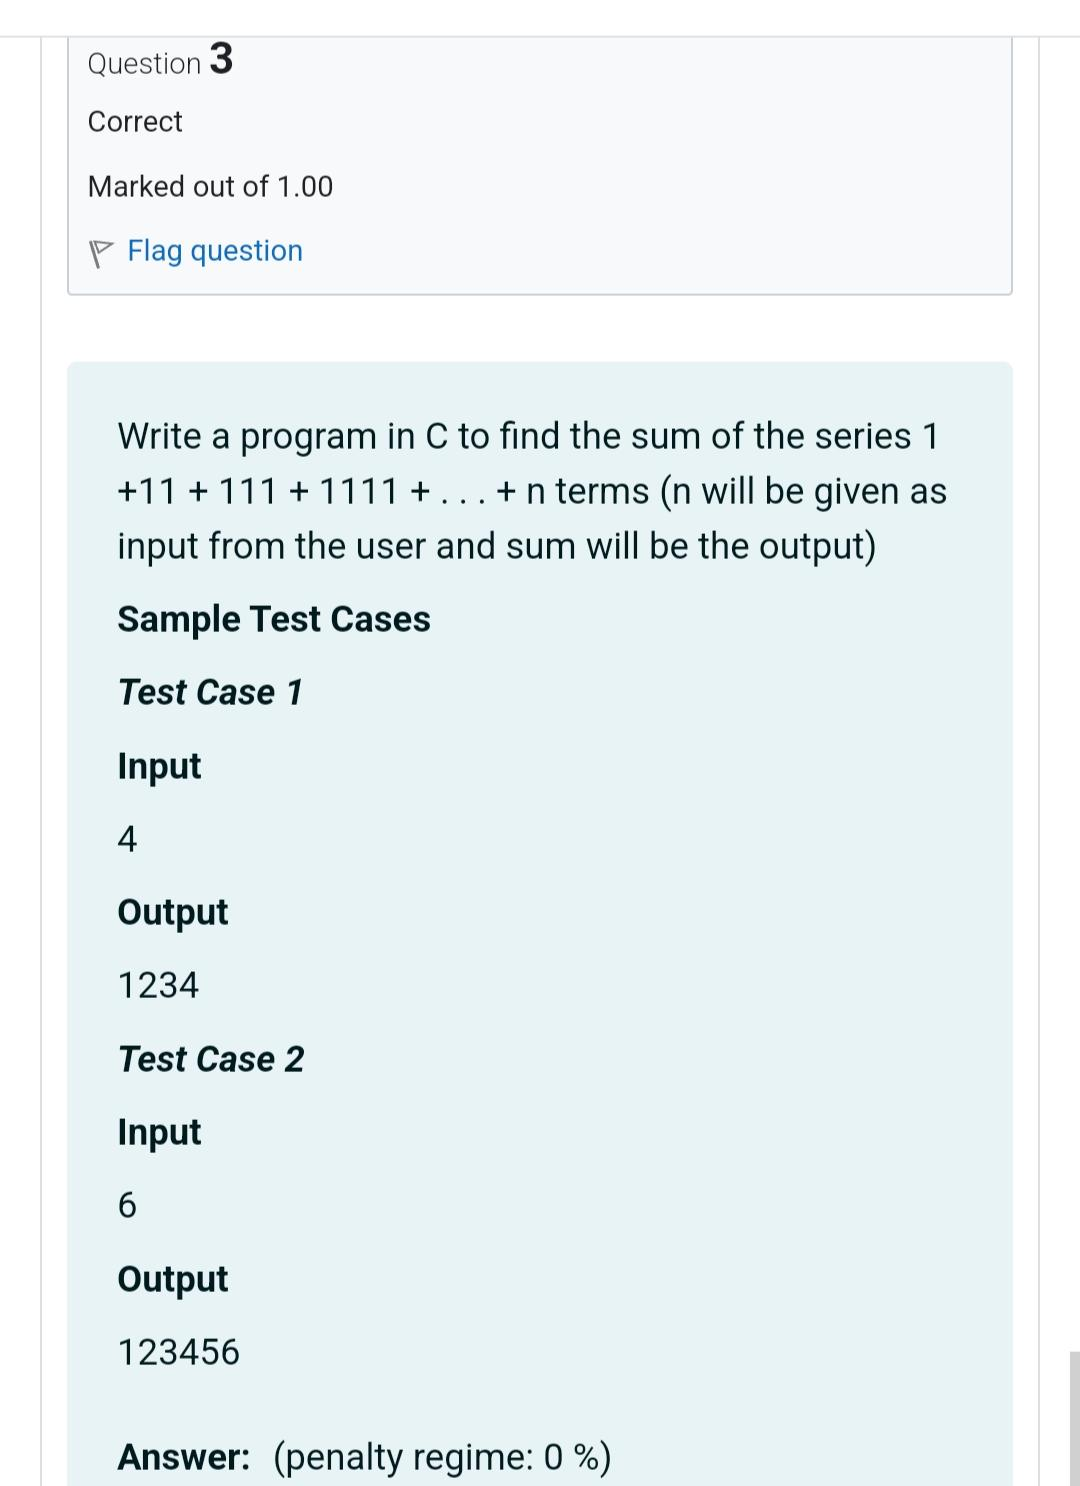 Question 3
Correct
Marked out of 1.00
Flag question
Write a program in C to find the sum of the series 1
+11 + 111 + 1111 + . . . + n terms (n will be given as
input from the user and sum will be the output)
Sample Test Cases
Test Case 1
Input
4
Output
1234
Test Case 2
Input
6
Output
123456
Answer: (penalty regime: 0 %)